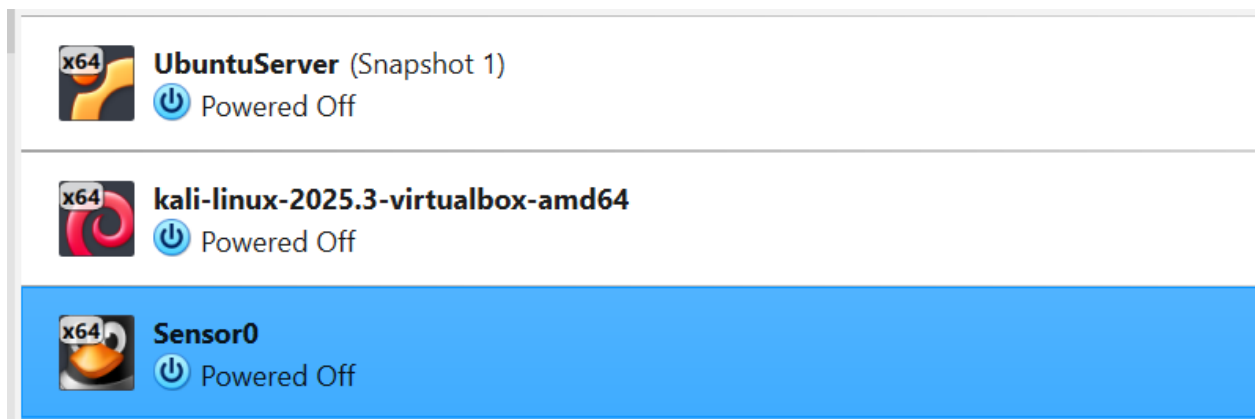 x64
UbuntuServer (Snapshot 1)
Powered Off
x64
kali-linux-2025.3-virtualbox-amd64
Powered Off
x64
Sensor0
Powered Off